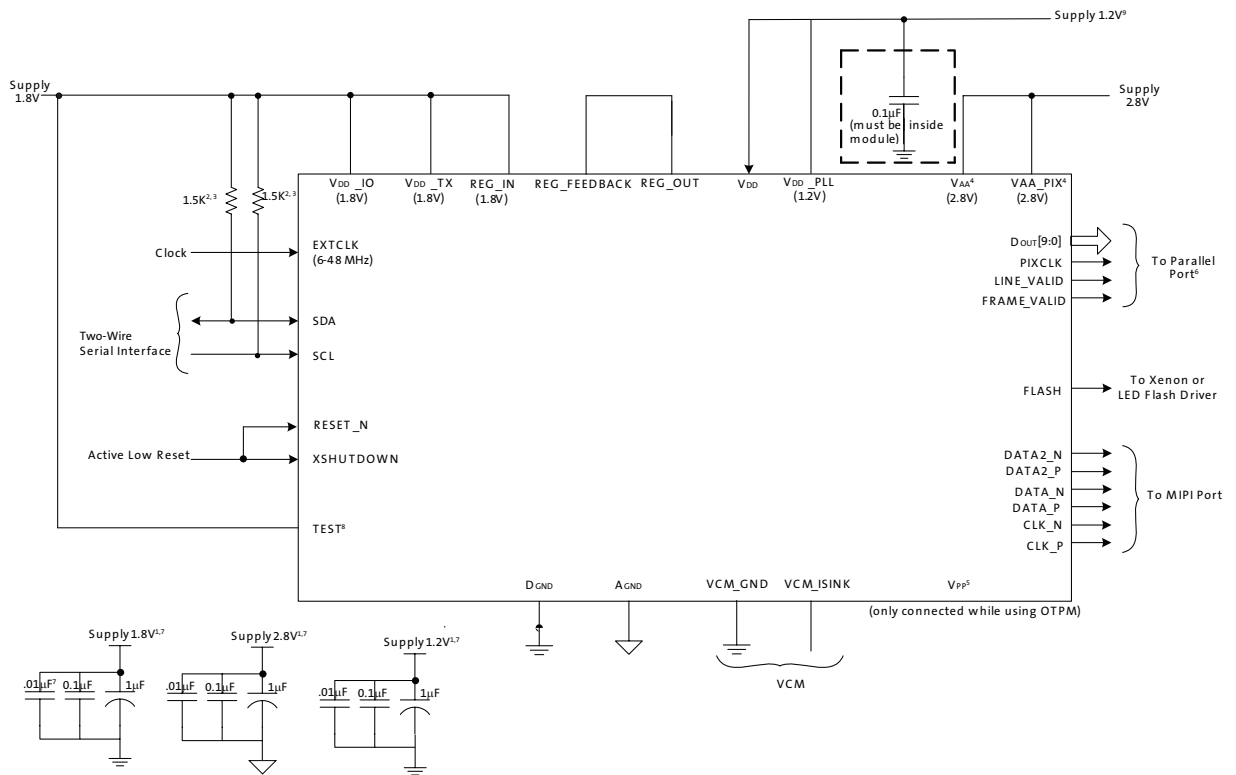 Supply 1.2V⁹
Supply
1.8V
Supply
2.8V
0.1µF
(must be inside
module)
VDD_IO
(1.8V)
VDD_TX
(1.8V)
REG_IN
(1.8V)
REG_FEEDBACK
REG_OUT
VDD
VDD_PLL
(1.2V)
VAA⁴
(2.8V)
VAA_PIX⁴
(2.8V)
1.5K²,³
1.5K²,³
Clock
EXTCLK
(6-48 MHz)
DOUT[9:0]
PIXCLK
LINE_VALID
FRAME_VALID
To Parallel
Port⁶
SDA
SCL
Two-Wire
Serial Interface
FLASH
To Xenon or
LED Flash Driver
RESET_N
Active Low Reset
XSHUTDOWN
DATA2_N
DATA2_P
DATA_N
DATA_P
CLK_N
CLK_P
To MIPI Port
TEST⁸
DGND
AGND
VCM_GND
VCM_ISINK
VPP⁵
(only connected while using OTPM)
VCM
Supply 1.8V¹,⁷
.01µF⁷
0.1µF
1µF
Supply 2.8V¹,⁷
.01µF
0.1µF
1µF
Supply 1.2V¹,⁷
.01µF
0.1µF
1µF